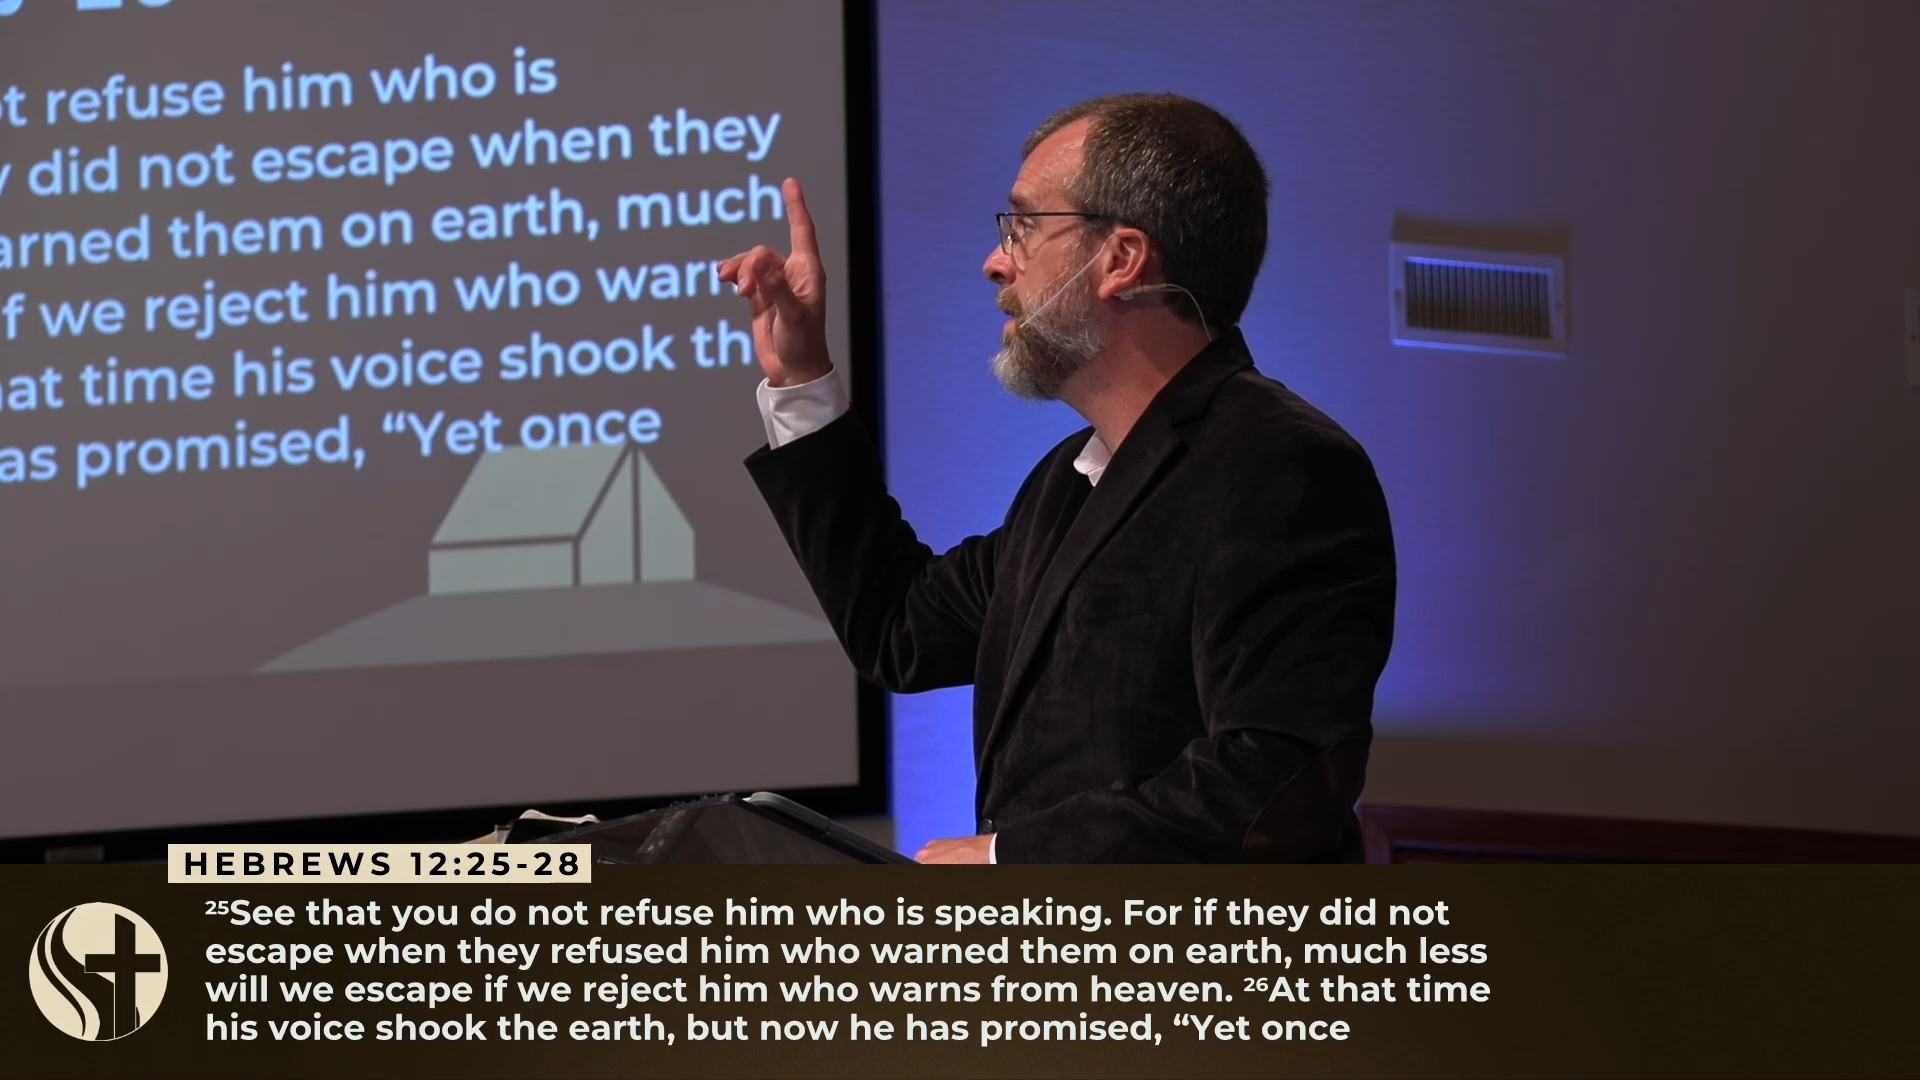 ot refuse him who is
y did not escape when they
arned them on earth, much
if we reject him who warn
hat time his voice shook th
as promised, “Yet once
HEBREWS 12:25-28
²⁵See that you do not refuse him who is speaking. For if they did not
escape when they refused him who warned them on earth, much less
will we escape if we reject him who warns from heaven. ²⁶At that time
his voice shook the earth, but now he has promised, “Yet once